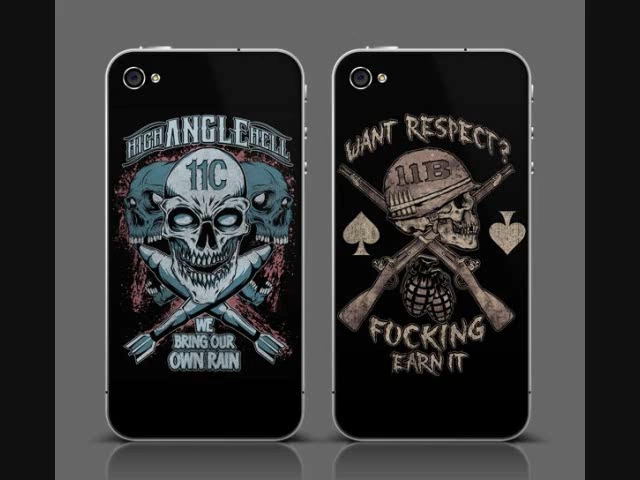 HIGH ANGLE HELL
11C
WE
BRING OUR
OWN RAIN
WANT RESPECT?
11B
FUCKING
EARN IT